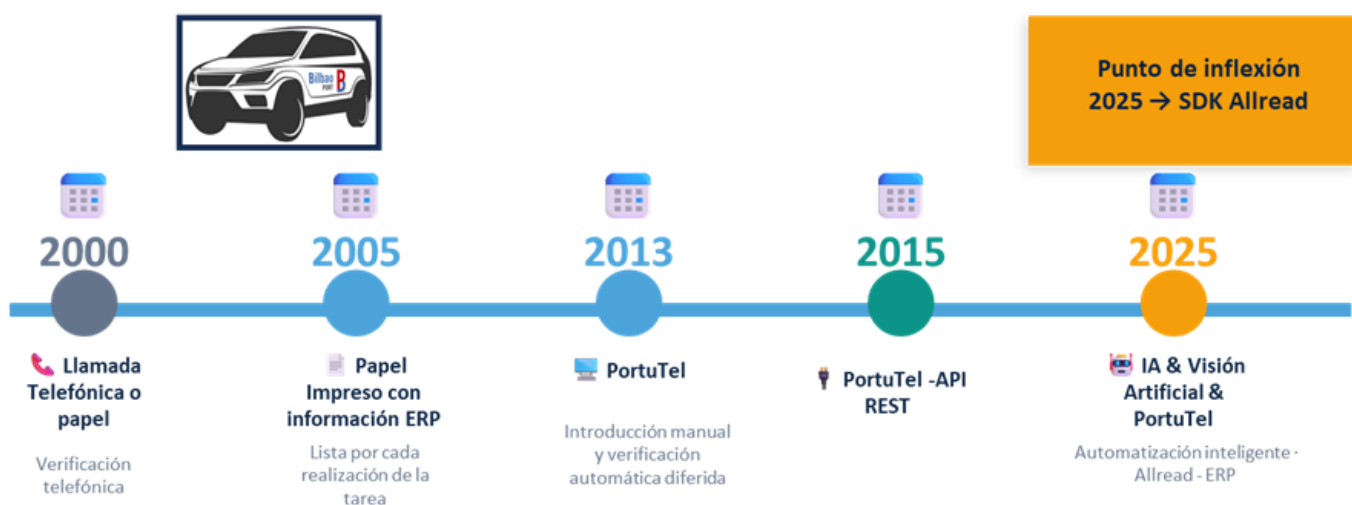 Bilbao
PORT
B
Punto de inflexión
2025 → SDK Allread
2000
2005
2013
2015
2025
Llamada
Telefónica o
papel
Verificación
telefónica
Papel
Impreso con
información ERP
Lista por cada
realización de la
tarea
PortuTel
Introducción manual
y verificación
automática diferida
PortuTel -API
REST
IA & Visión
Artificial &
PortuTel
Automatización inteligente ·
Allread - ERP